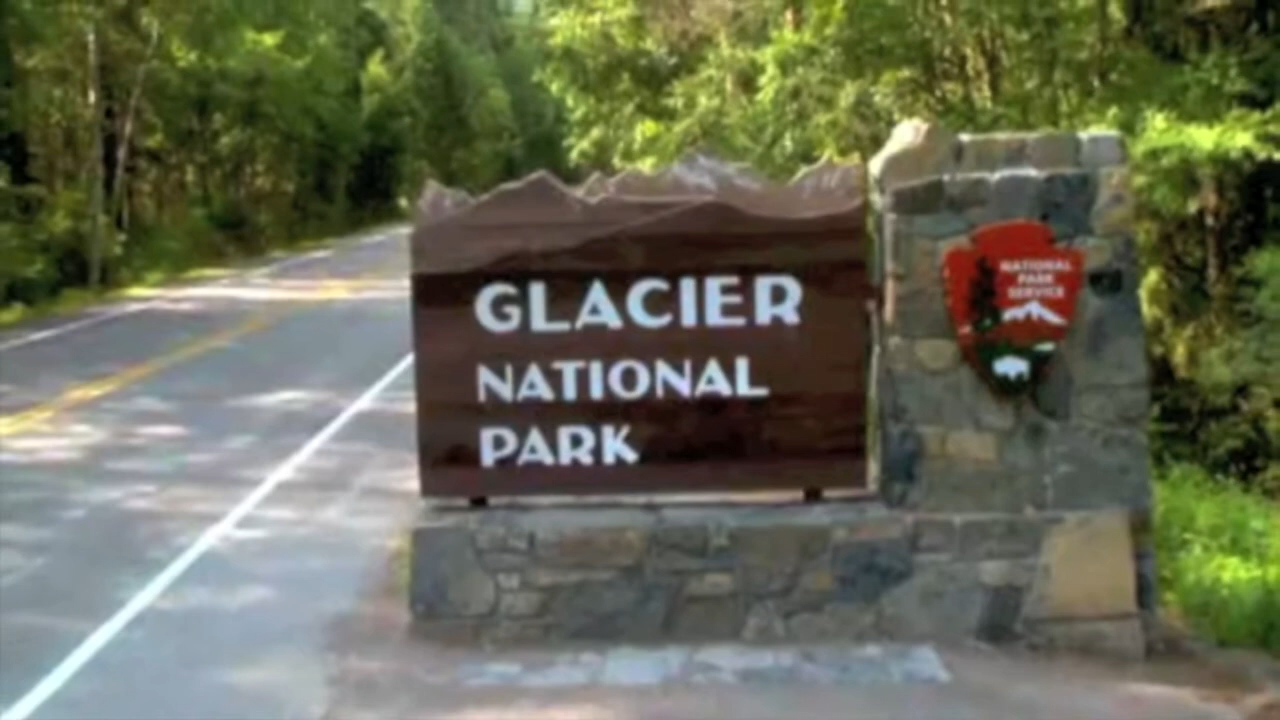 GLACIER
NATIONAL
PARK
NATIONAL
PARK
SERVICE